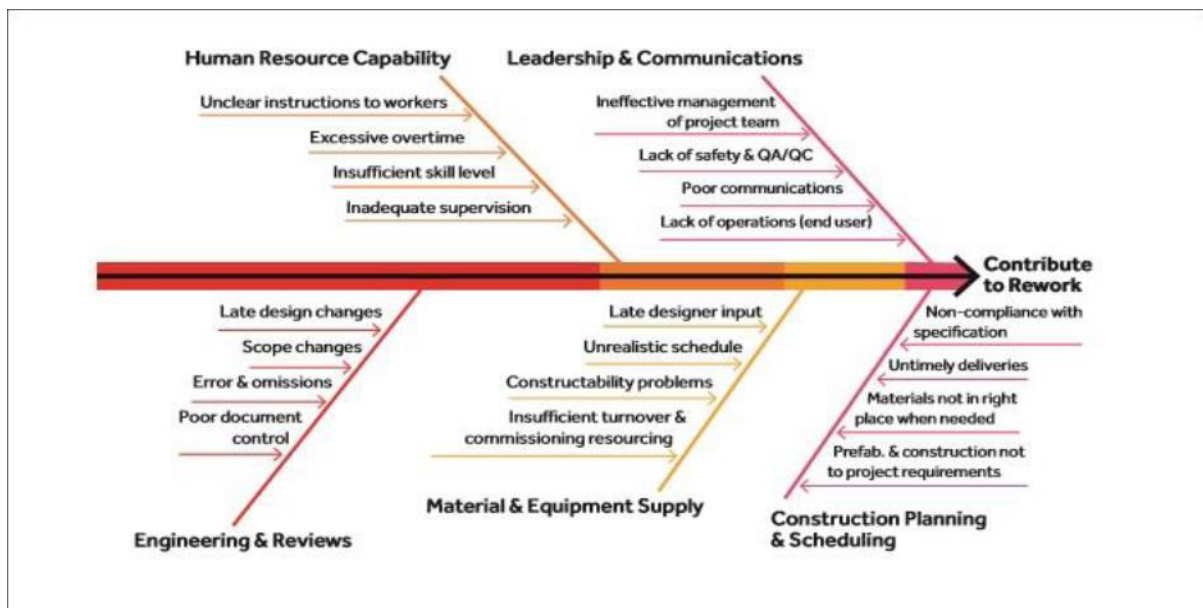 Human Resource Capability
Unclear instructions to workers
Excessive overtime
Insufficient skill level
Inadequate supervision
Leadership & Communications
Ineffective management
of project team
Lack of safety & QA/QC
Poor communications
Lack of operations (end user)
Contribute
to Rework
Late design changes
Scope changes
Error & omissions
Poor document
control
Engineering & Reviews
Late designer input
Unrealistic schedule
Constructability problems
Insufficient turnover &
commissioning resourcing
Material & Equipment Supply
Non-compliance with
specification
Untimely deliveries
Materials not in right
place when needed
Prefab. & construction not
to project requirements
Construction Planning
& Scheduling